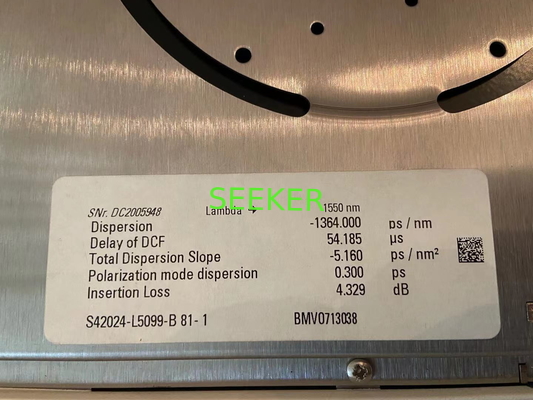 SEEKER
SNr. DC2005948 Lambda → 1550 nm
Dispersion -1364.000 ps / nm
Delay of DCF 54.185 µs
Total Dispersion Slope -5.160 ps / nm²
Polarization mode dispersion 0.300 ps
Insertion Loss 4.329 dB
S42024-L5099-B 81- 1 BMV0713038